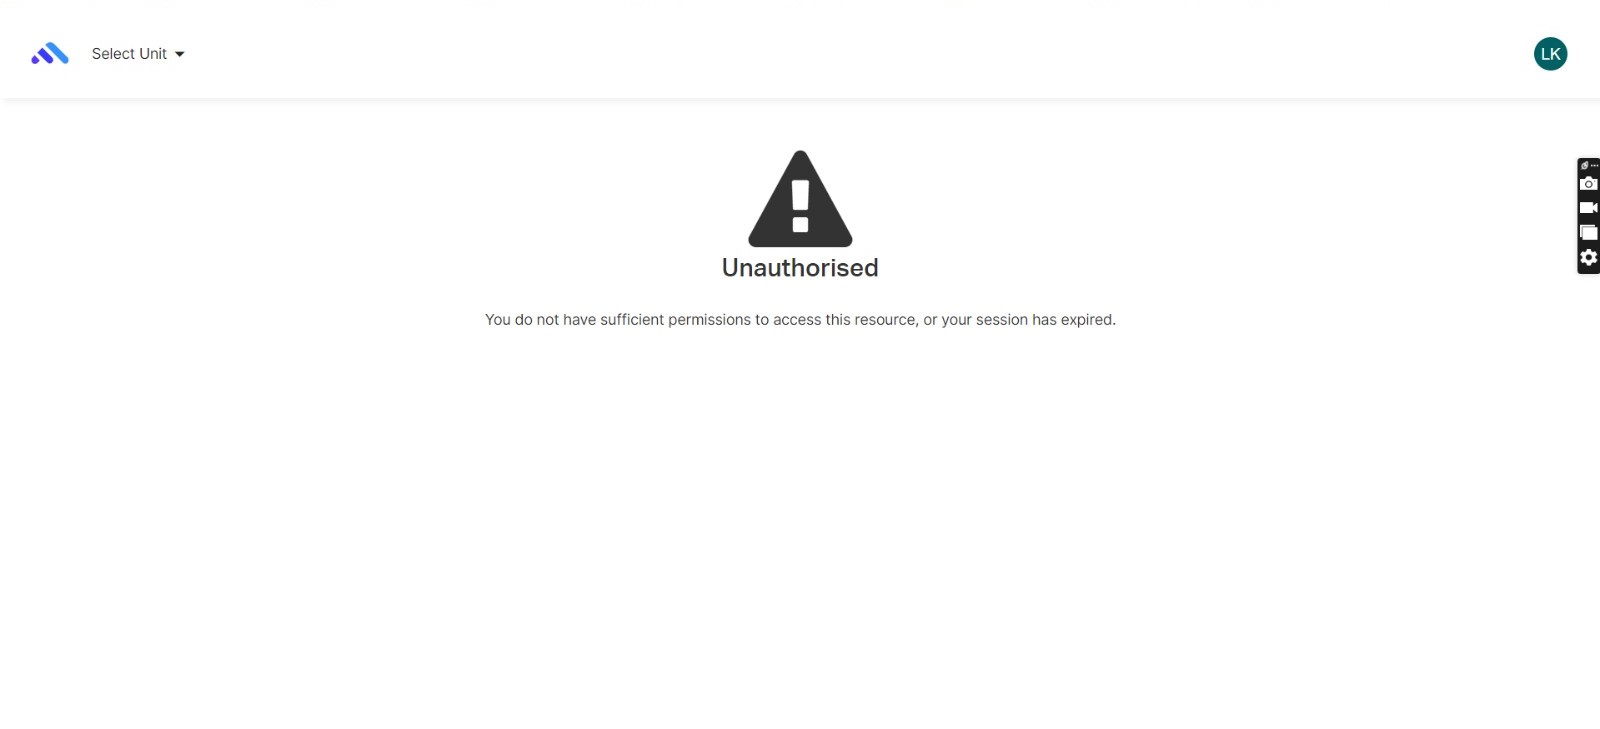 Select Unit
LK
Unauthorised
You do not have sufficient permissions to access this resource, or your session has expired.